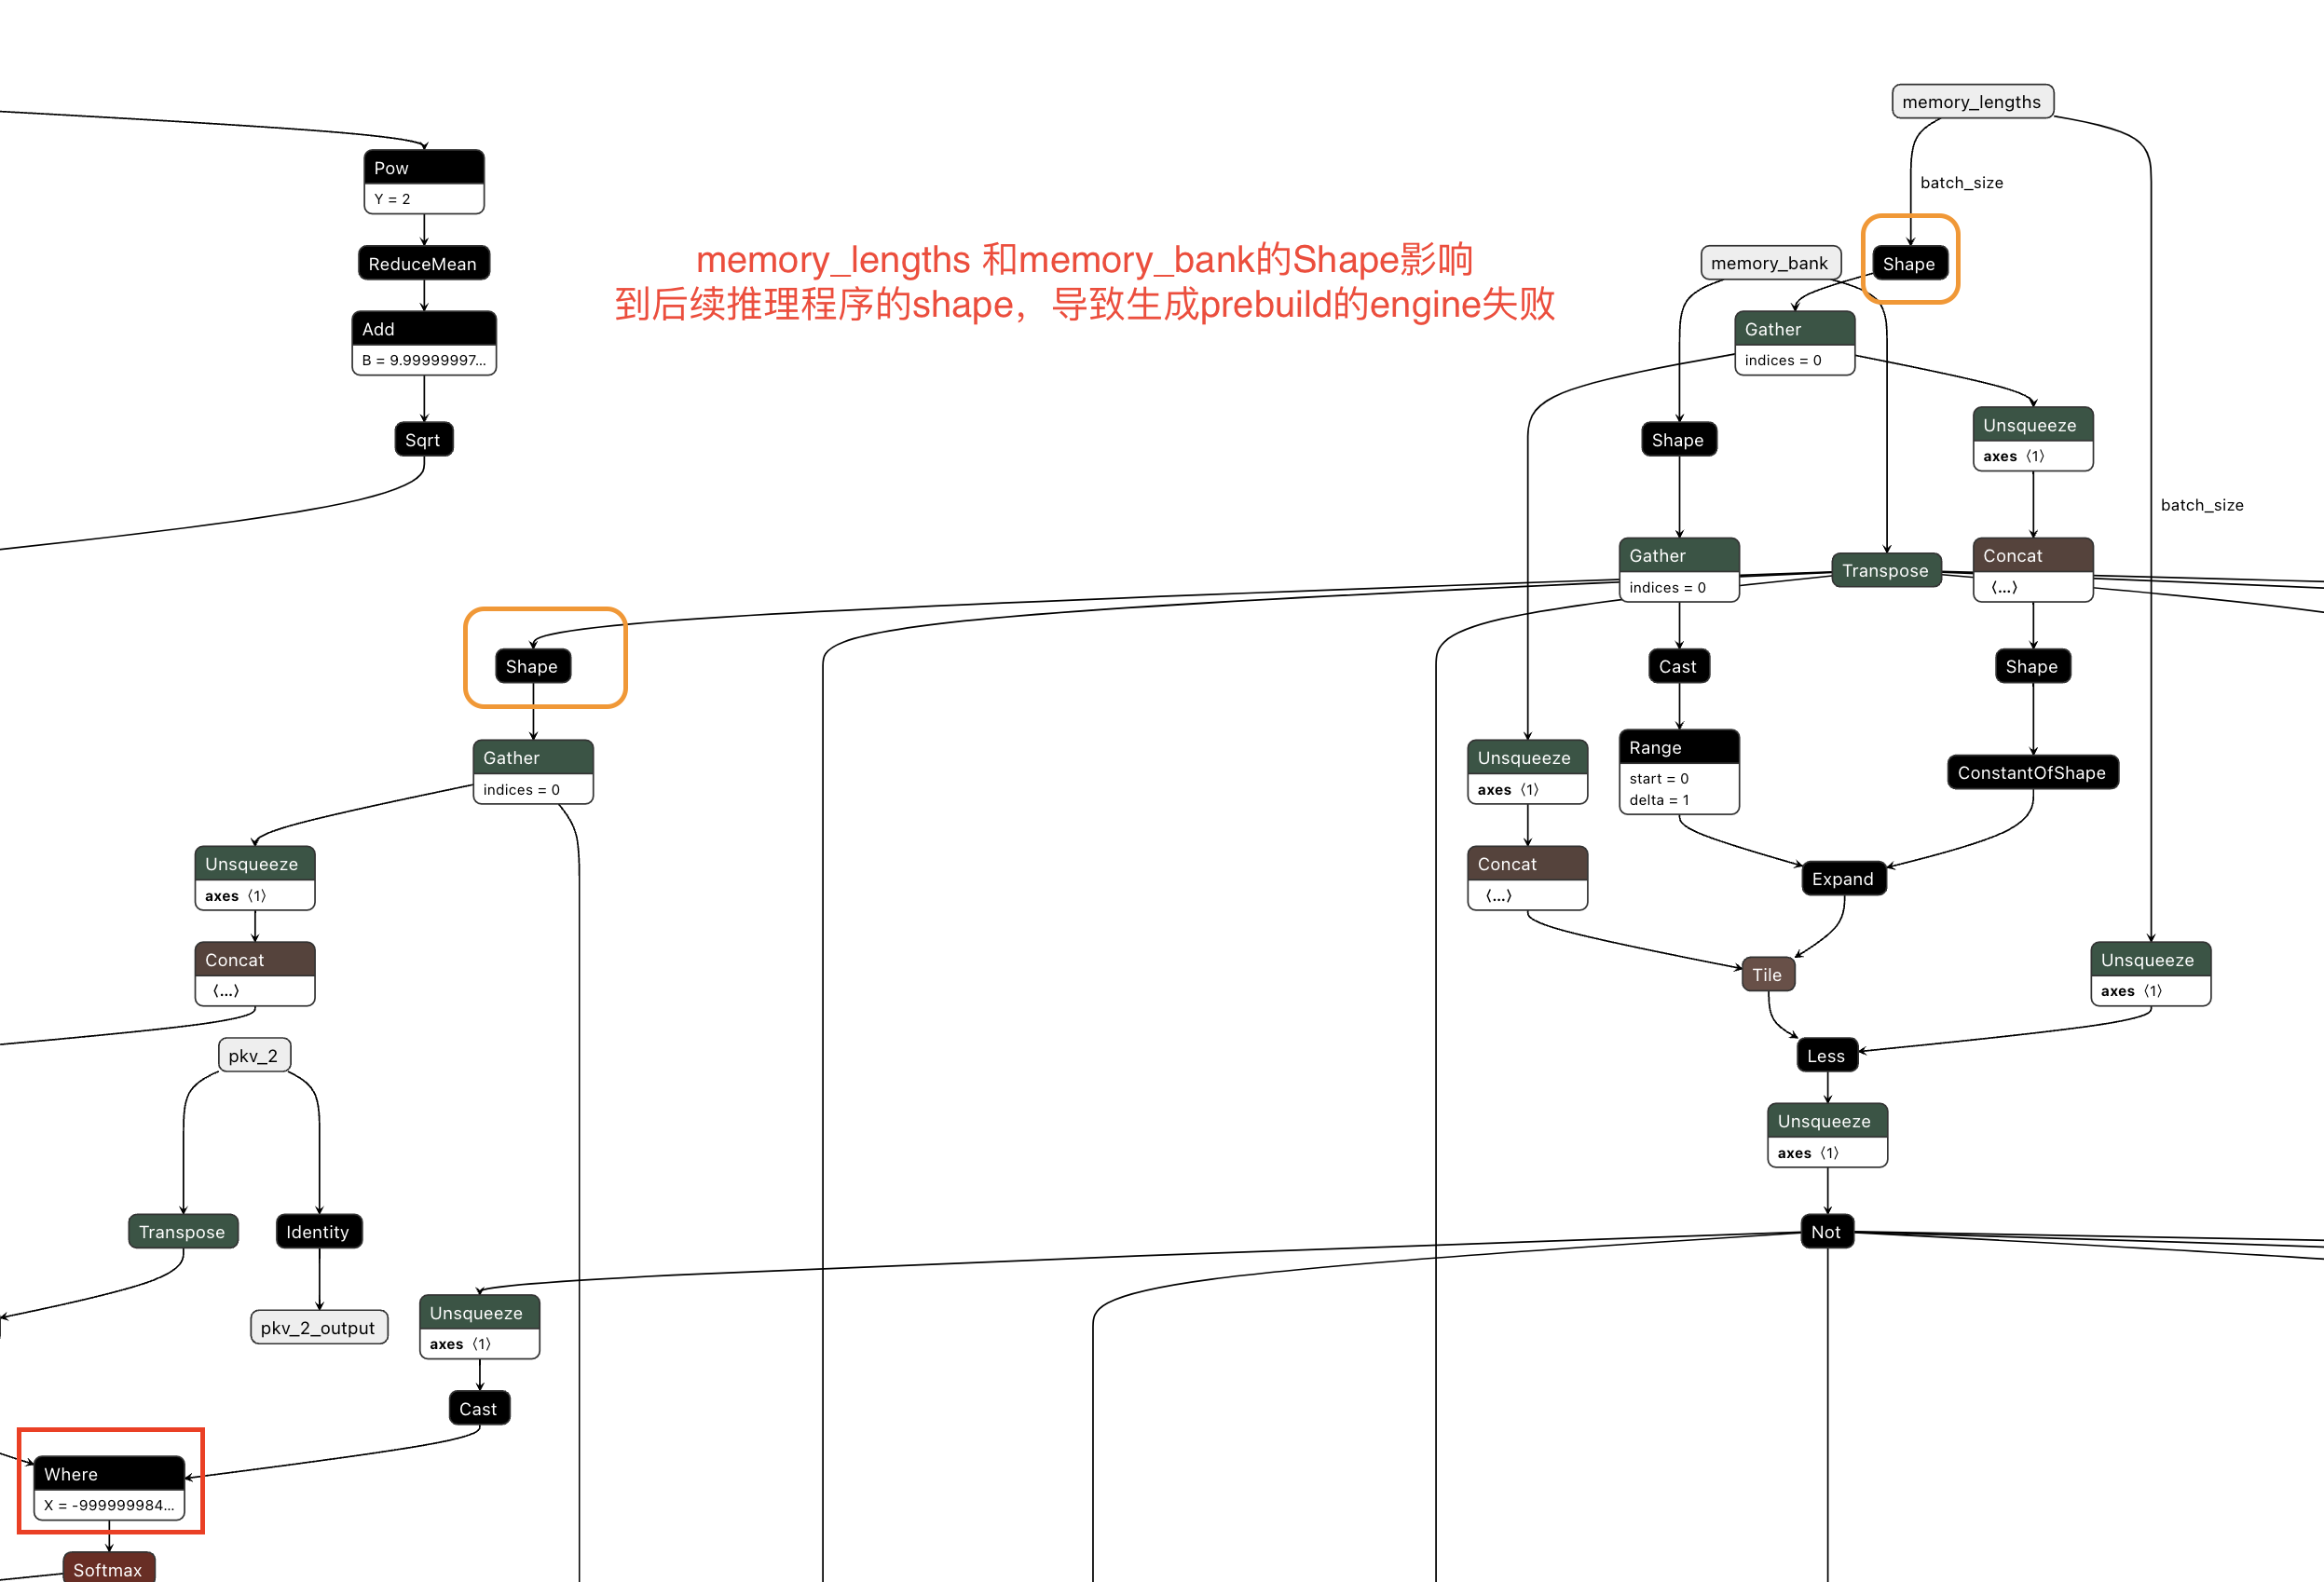 memory_lengths
Pow
Y = 2
batch_size
memory_lengths 和memory_bank的Shape影响
到后续推理程序的shape，导致生成prebuild的engine失败
ReduceMean
memory_bank
Shape
Add
B = 9.99999997...
Gather
indices = 0
Sqrt
Shape
Unsqueeze
axes 〈1〉
batch_size
Gather
indices = 0
Transpose
Concat
〈...〉
Shape
Cast
Shape
Gather
indices = 0
Unsqueeze
axes 〈1〉
Range
start = 0
delta = 1
ConstantOfShape
Unsqueeze
axes 〈1〉
Concat
〈...〉
Expand
Concat
〈...〉
Tile
Unsqueeze
axes 〈1〉
pkv_2
Less
Unsqueeze
axes 〈1〉
Transpose
Identity
Not
pkv_2_output
Unsqueeze
axes 〈1〉
Cast
Where
X = -999999984...
Softmax